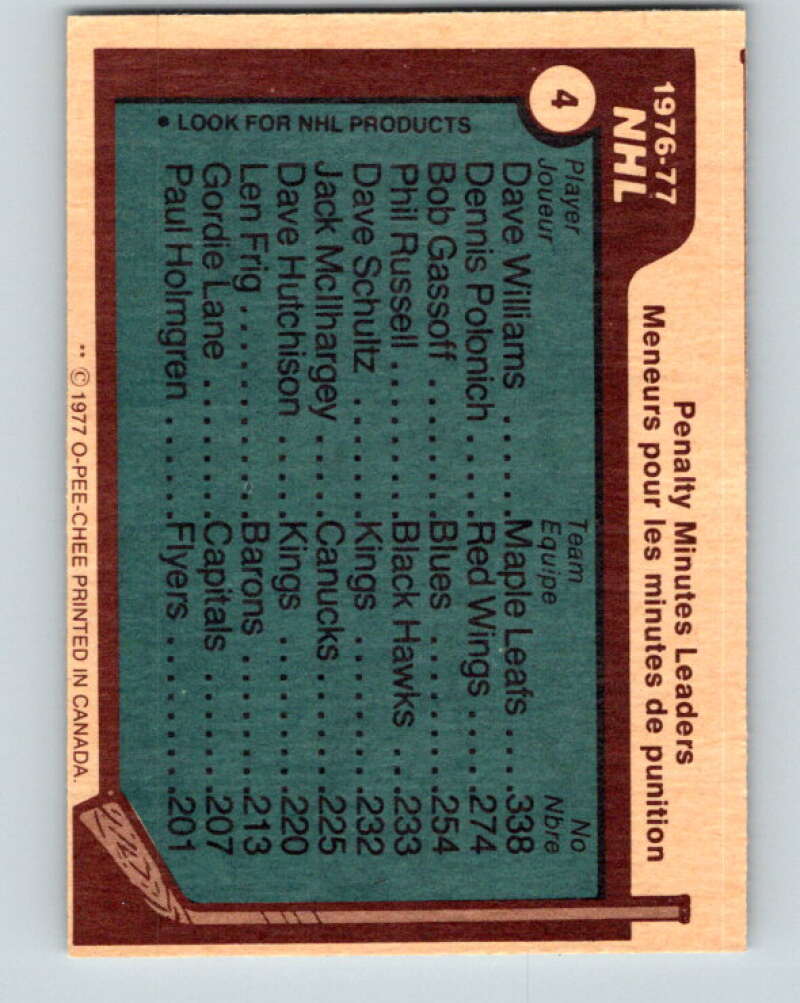 4
1976-77
NHL
Penalty Minutes Leaders
Meneurs pour les minutes de punition
Player Team No
Joueur Equipe Nbre
Dave Williams ..... Maple Leafs ....338
Dennis Polonich ....Red Wings .....274
Bob Gassoff ........Blues ..........254
Phil Russell .........Black Hawks ...233
Dave Schultz .......Kings ..........232
Jack McIlhargey .....Canucks .......225
Dave Hutchison .....Kings ..........220
Len Frig ............Barons .........213
Gordie Lane ........Capitals ........207
Paul Holmgren ......Flyers ..........201
• LOOK FOR NHL PRODUCTS
** © 1977 O-PEE-CHEE PRINTED IN CANADA.